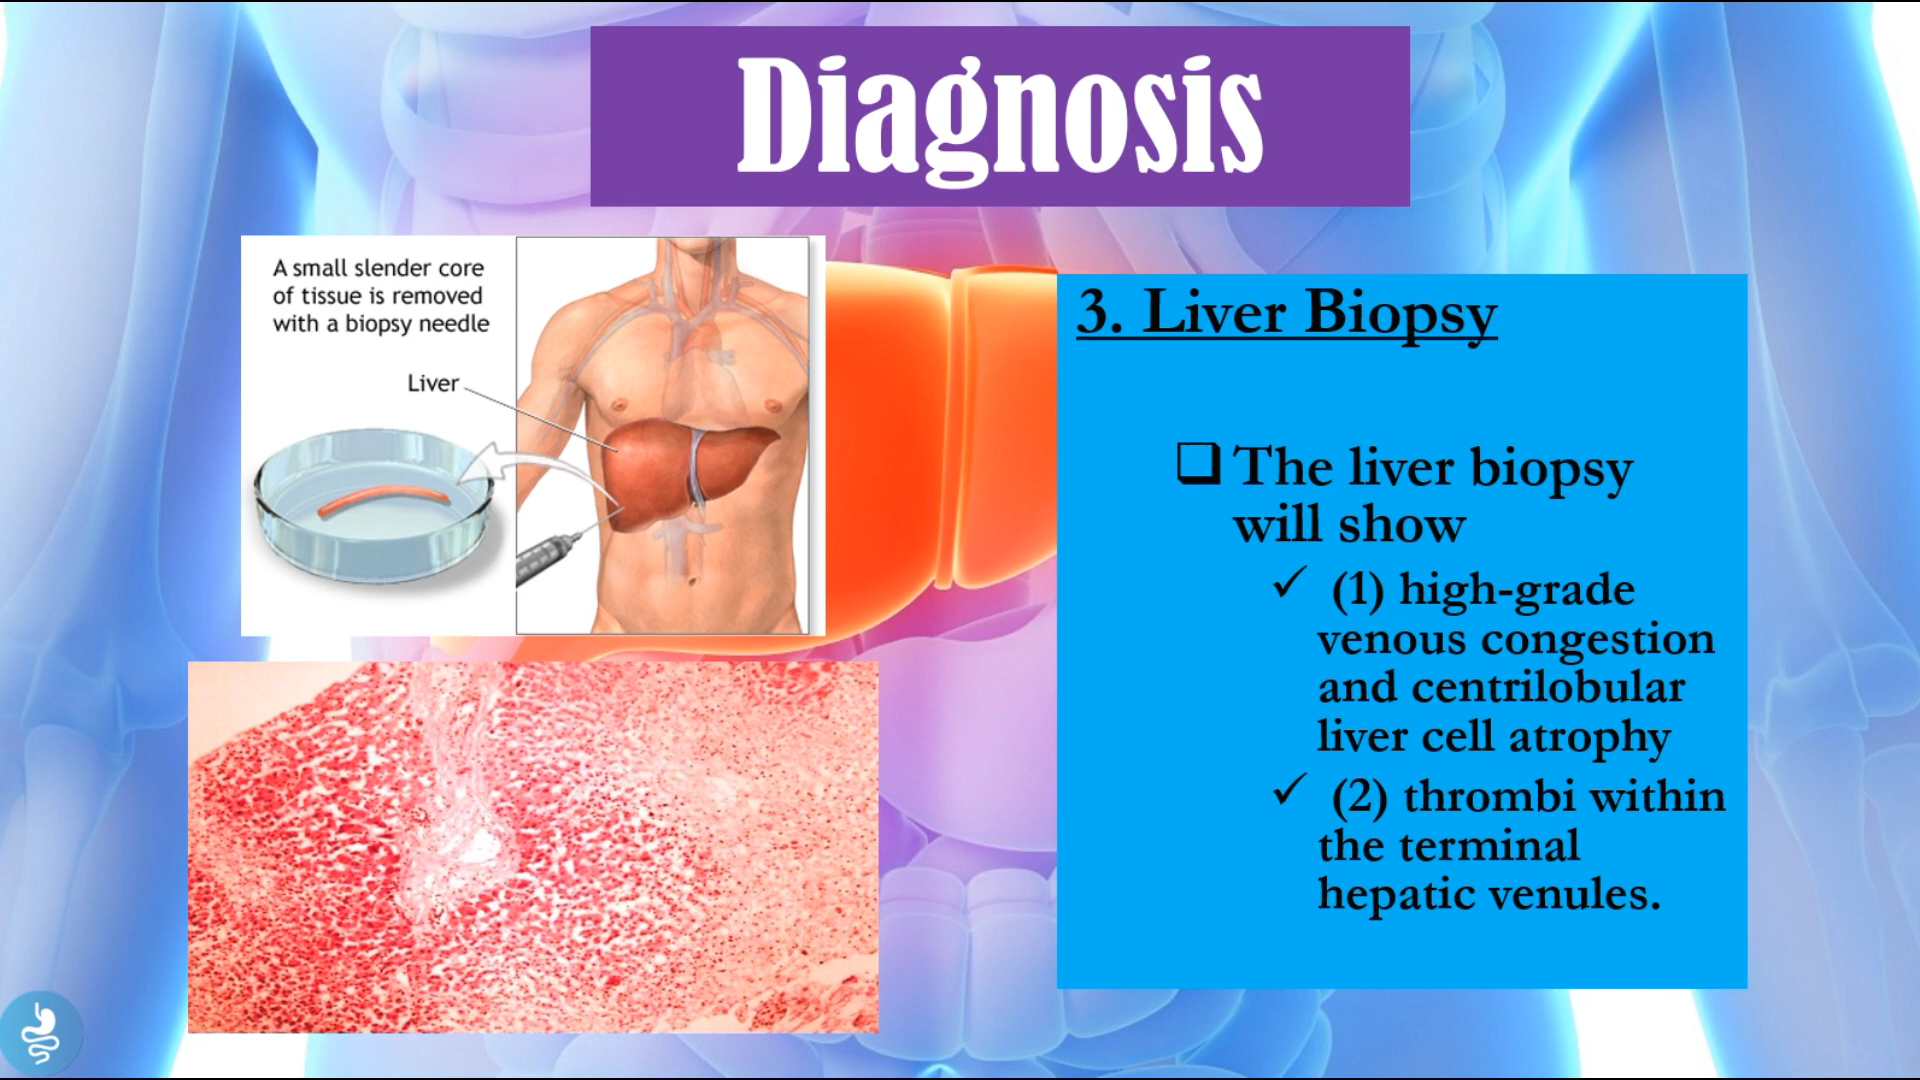 Diagnosis
A small slender core
of tissue is removed
with a biopsy needle
Liver
3. Liver Biopsy
The liver biopsy
will show
(1) high-grade
venous congestion
and centrilobular
liver cell atrophy
(2) thrombi within
the terminal
hepatic venules.